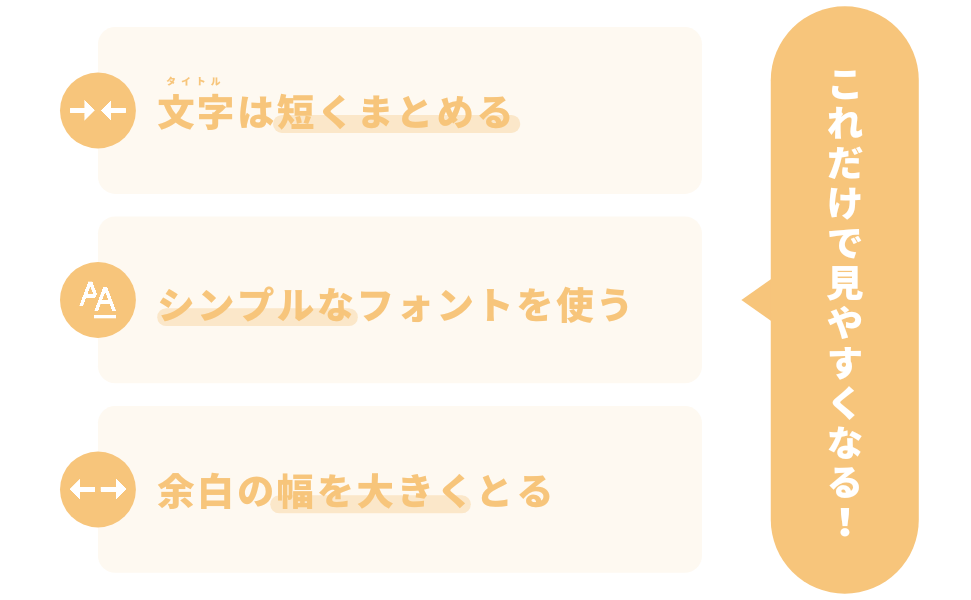 タイトル
文字は短くまとめる
シンプルなフォントを使う
余白の幅を大きくとる
これだけで見やすくなる！